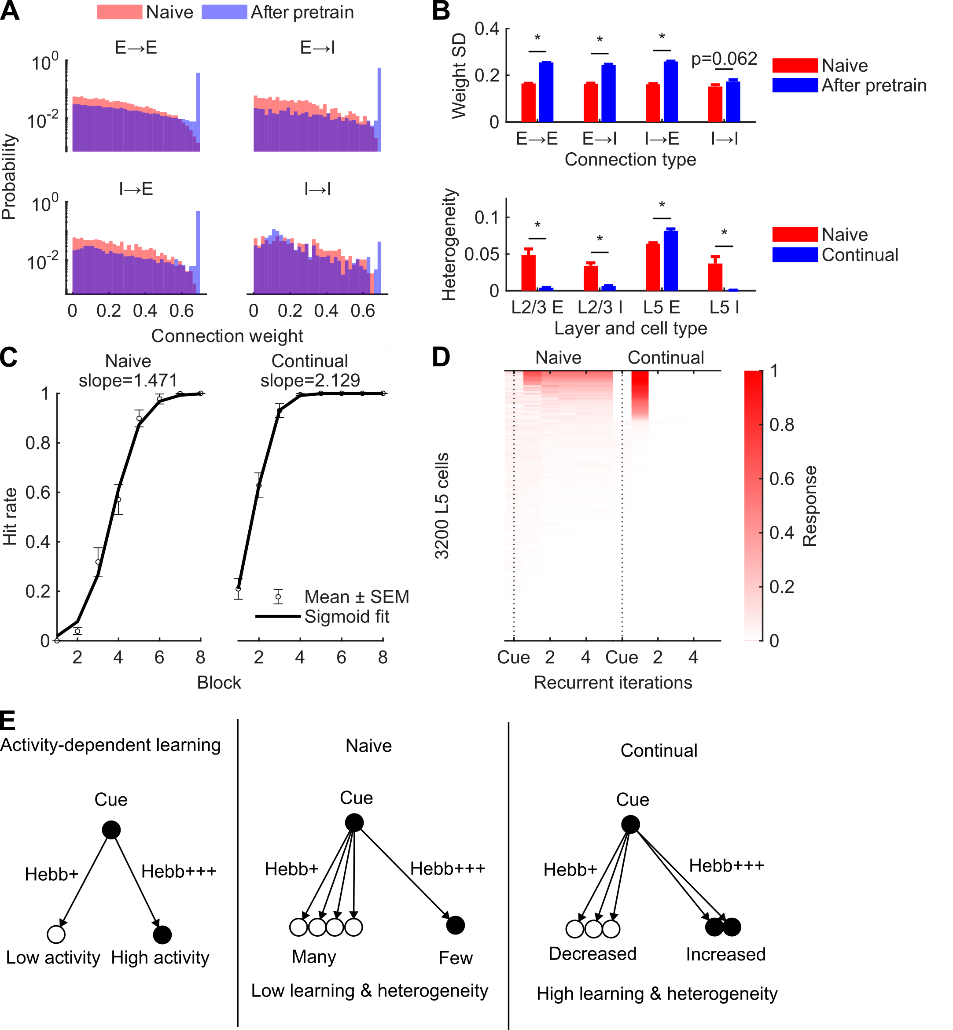 A
Naive
After pretrain
E→E
E→I
10⁰
10⁻²
I→E
I→I
10⁰
10⁻²
Probability
0 0.2 0.4 0.6
0 0.2 0.4 0.6
Connection weight
B
0.4
0.2
0
Weight SD
*
*
*
p=0.062
E→E E→I I→E I→I
Connection type
Naive
After pretrain
0.1
0.05
0
Heterogeneity
*
*
*
*
L2/3 E L2/3 I L5 E L5 I
Layer and cell type
Naive
Continual
C
Naive
slope=1.471
Continual
slope=2.129
1
0.8
0.6
0.4
0.2
0
Hit rate
Mean ± SEM
Sigmoid fit
2 4 6 8
2 4 6 8
Block
D
Naive
Continual
3200 L5 cells
Cue 2 4 Cue 2 4
Recurrent iterations
1
0.8
0.6
0.4
0.2
0
Response
E
Activity-dependent learning
Cue
Hebb+
Hebb+++
Low activity
High activity
Naive
Cue
Hebb+
Hebb+++
Many
Few
Low learning & heterogeneity
Continual
Cue
Hebb+
Hebb+++
Decreased
Increased
High learning & heterogeneity